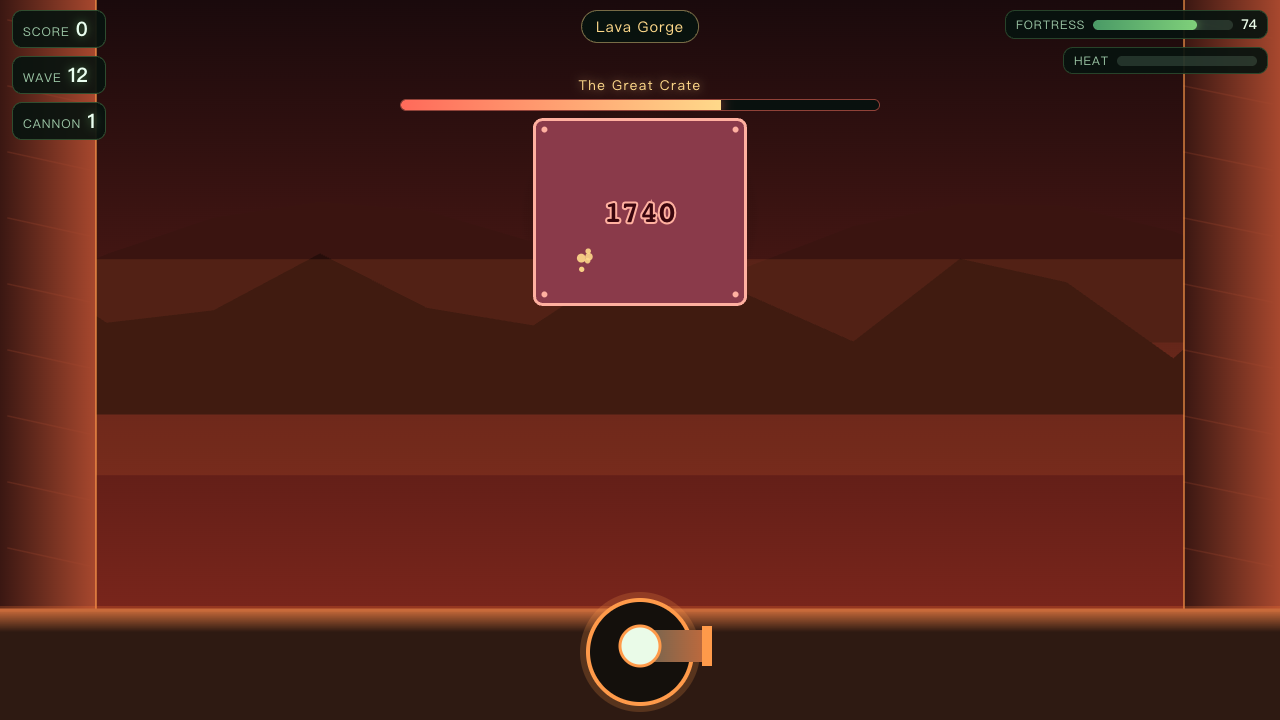 SCORE 0
WAVE 12
CANNON 1
Lava Gorge
FORTRESS 74
HEAT
The Great Crate
1740